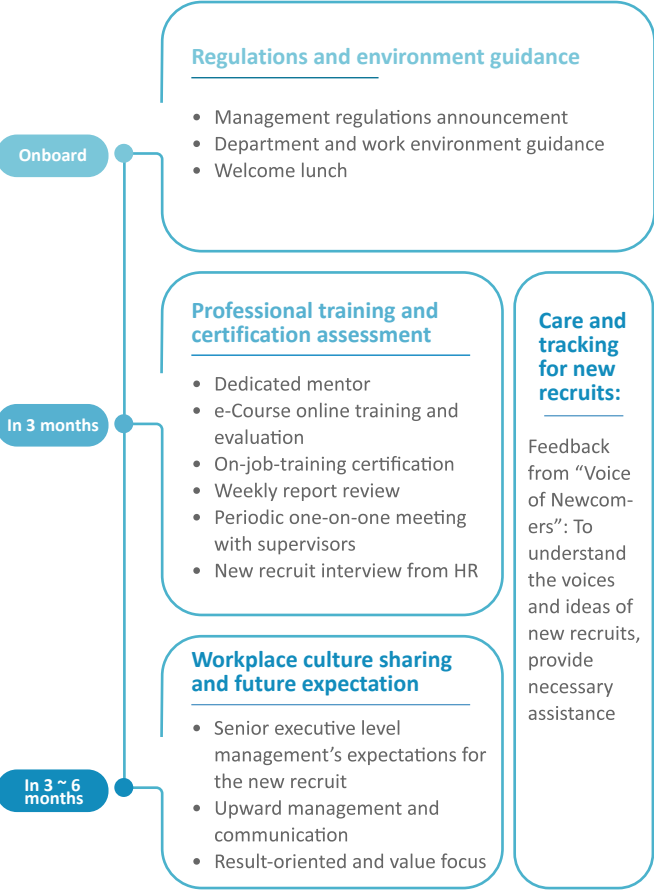 Regulations and environment guidance
• Management regulations announcement
• Department and work environment guidance
• Welcome lunch
Onboard
Professional training and
certification assessment
• Dedicated mentor
• e-Course online training and
evaluation
• On-job-training certification
• Weekly report review
• Periodic one-on-one meeting
with supervisors
• New recruit interview from HR
In 3 months
Care and
tracking
for new
recruits:
Feedback
from “Voice
of Newcom-
ers”: To
understand
the voices
and ideas of
new recruits,
provide
necessary
assistance
Workplace culture sharing
and future expectation
• Senior executive level
management’s expectations for
the new recruit
• Upward management and
communication
• Result-oriented and value focus
In 3 ~ 6
months